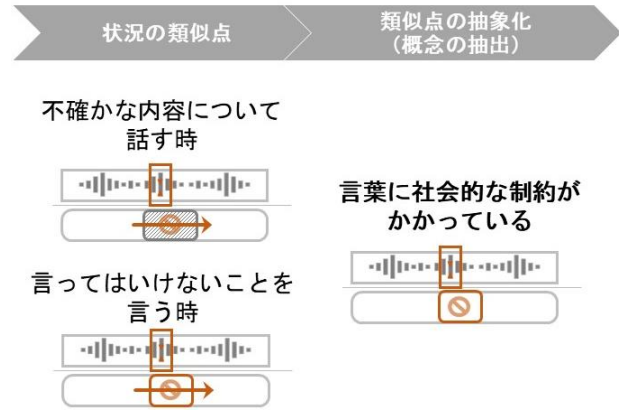 状況の類似点
類似点の抽象化
(概念の抽出)
不確かな内容について
話す時
言ってはいけないことを
言う時
言葉に社会的な制約が
かかっている